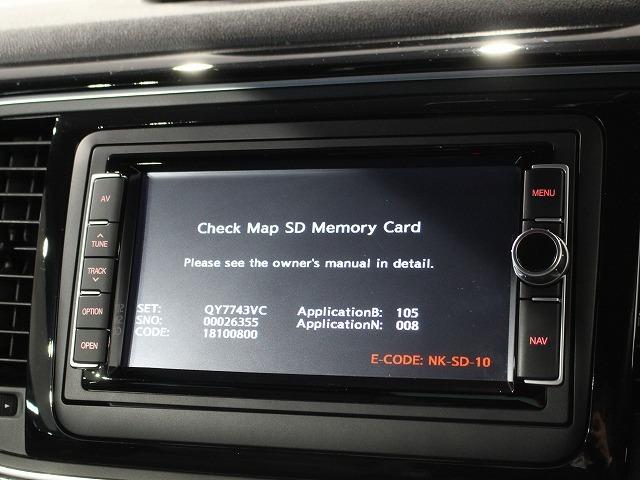 AV
TUNE
TRACK
OPTION
OPEN
Check Map SD Memory Card
Please see the owner's manual in detail.
SET: QY7743VC ApplicationB: 105
SNO: 00026355 ApplicationN: 008
CODE: 18100800
E-CODE: NK-SD-10
MENU
NAV